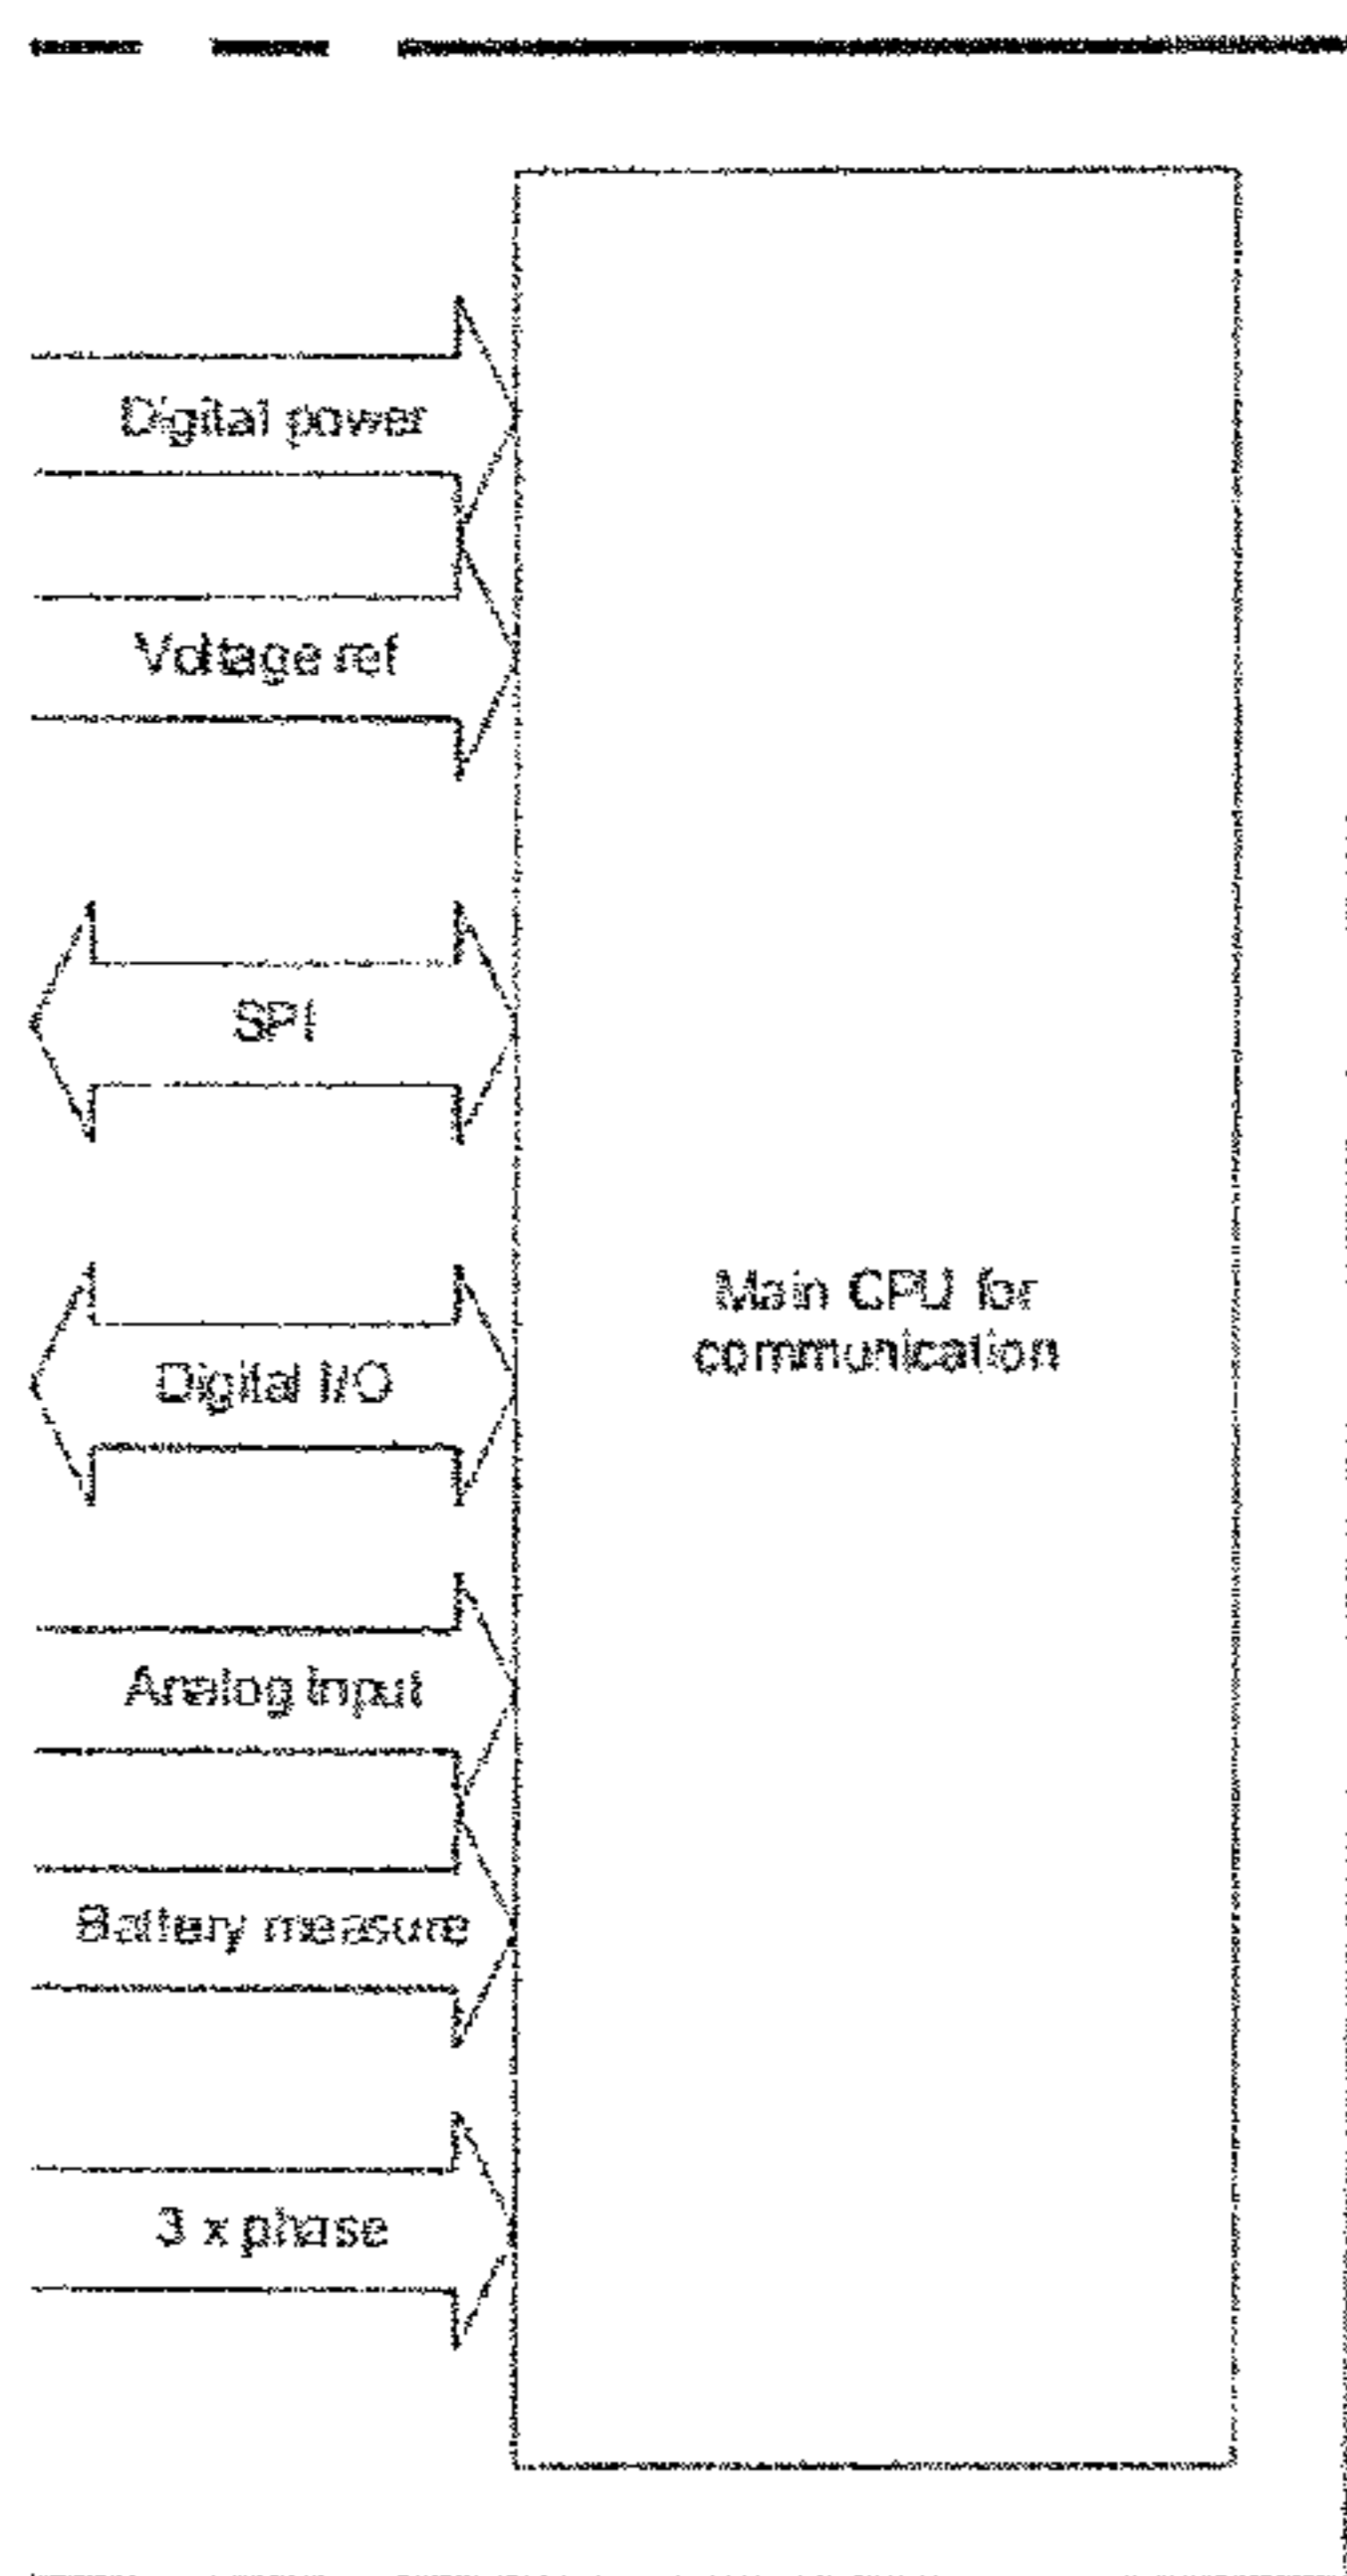 Digital power
Voltage ref
SPI
Digital I/O
Main CPU for
communication
Analog input
Battery measure
3 x phase